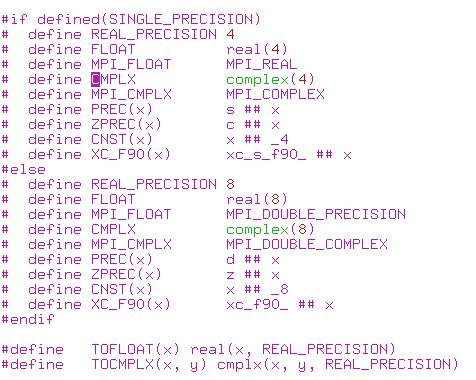 #if defined(SINGLE_PRECISION)
#  define REAL_PRECISION 4
#  define FLOAT          real(4)
#  define MPI_FLOAT      MPI_REAL
#  define CMPLX          complex(4)
#  define MPI_CMPLX      MPI_COMPLEX
#  define PREC(x)        s ## x
#  define ZPREC(x)       c ## x
#  define CNST(x)        x ## _4
#  define XC_F90(x)      xc_s_f90_ ## x
#else
#  define REAL_PRECISION 8
#  define FLOAT          real(8)
#  define MPI_FLOAT      MPI_DOUBLE_PRECISION
#  define CMPLX          complex(8)
#  define MPI_CMPLX      MPI_DOUBLE_COMPLEX
#  define PREC(x)        d ## x
#  define ZPREC(x)       z ## x
#  define CNST(x)        x ## _8
#  define XC_F90(x)      xc_f90_ ## x
#endif
#define   TOFLOAT(x) real(x, REAL_PRECISION)
#define   TOCMPLX(x, y) cmplx(x, y, REAL_PRECISION)